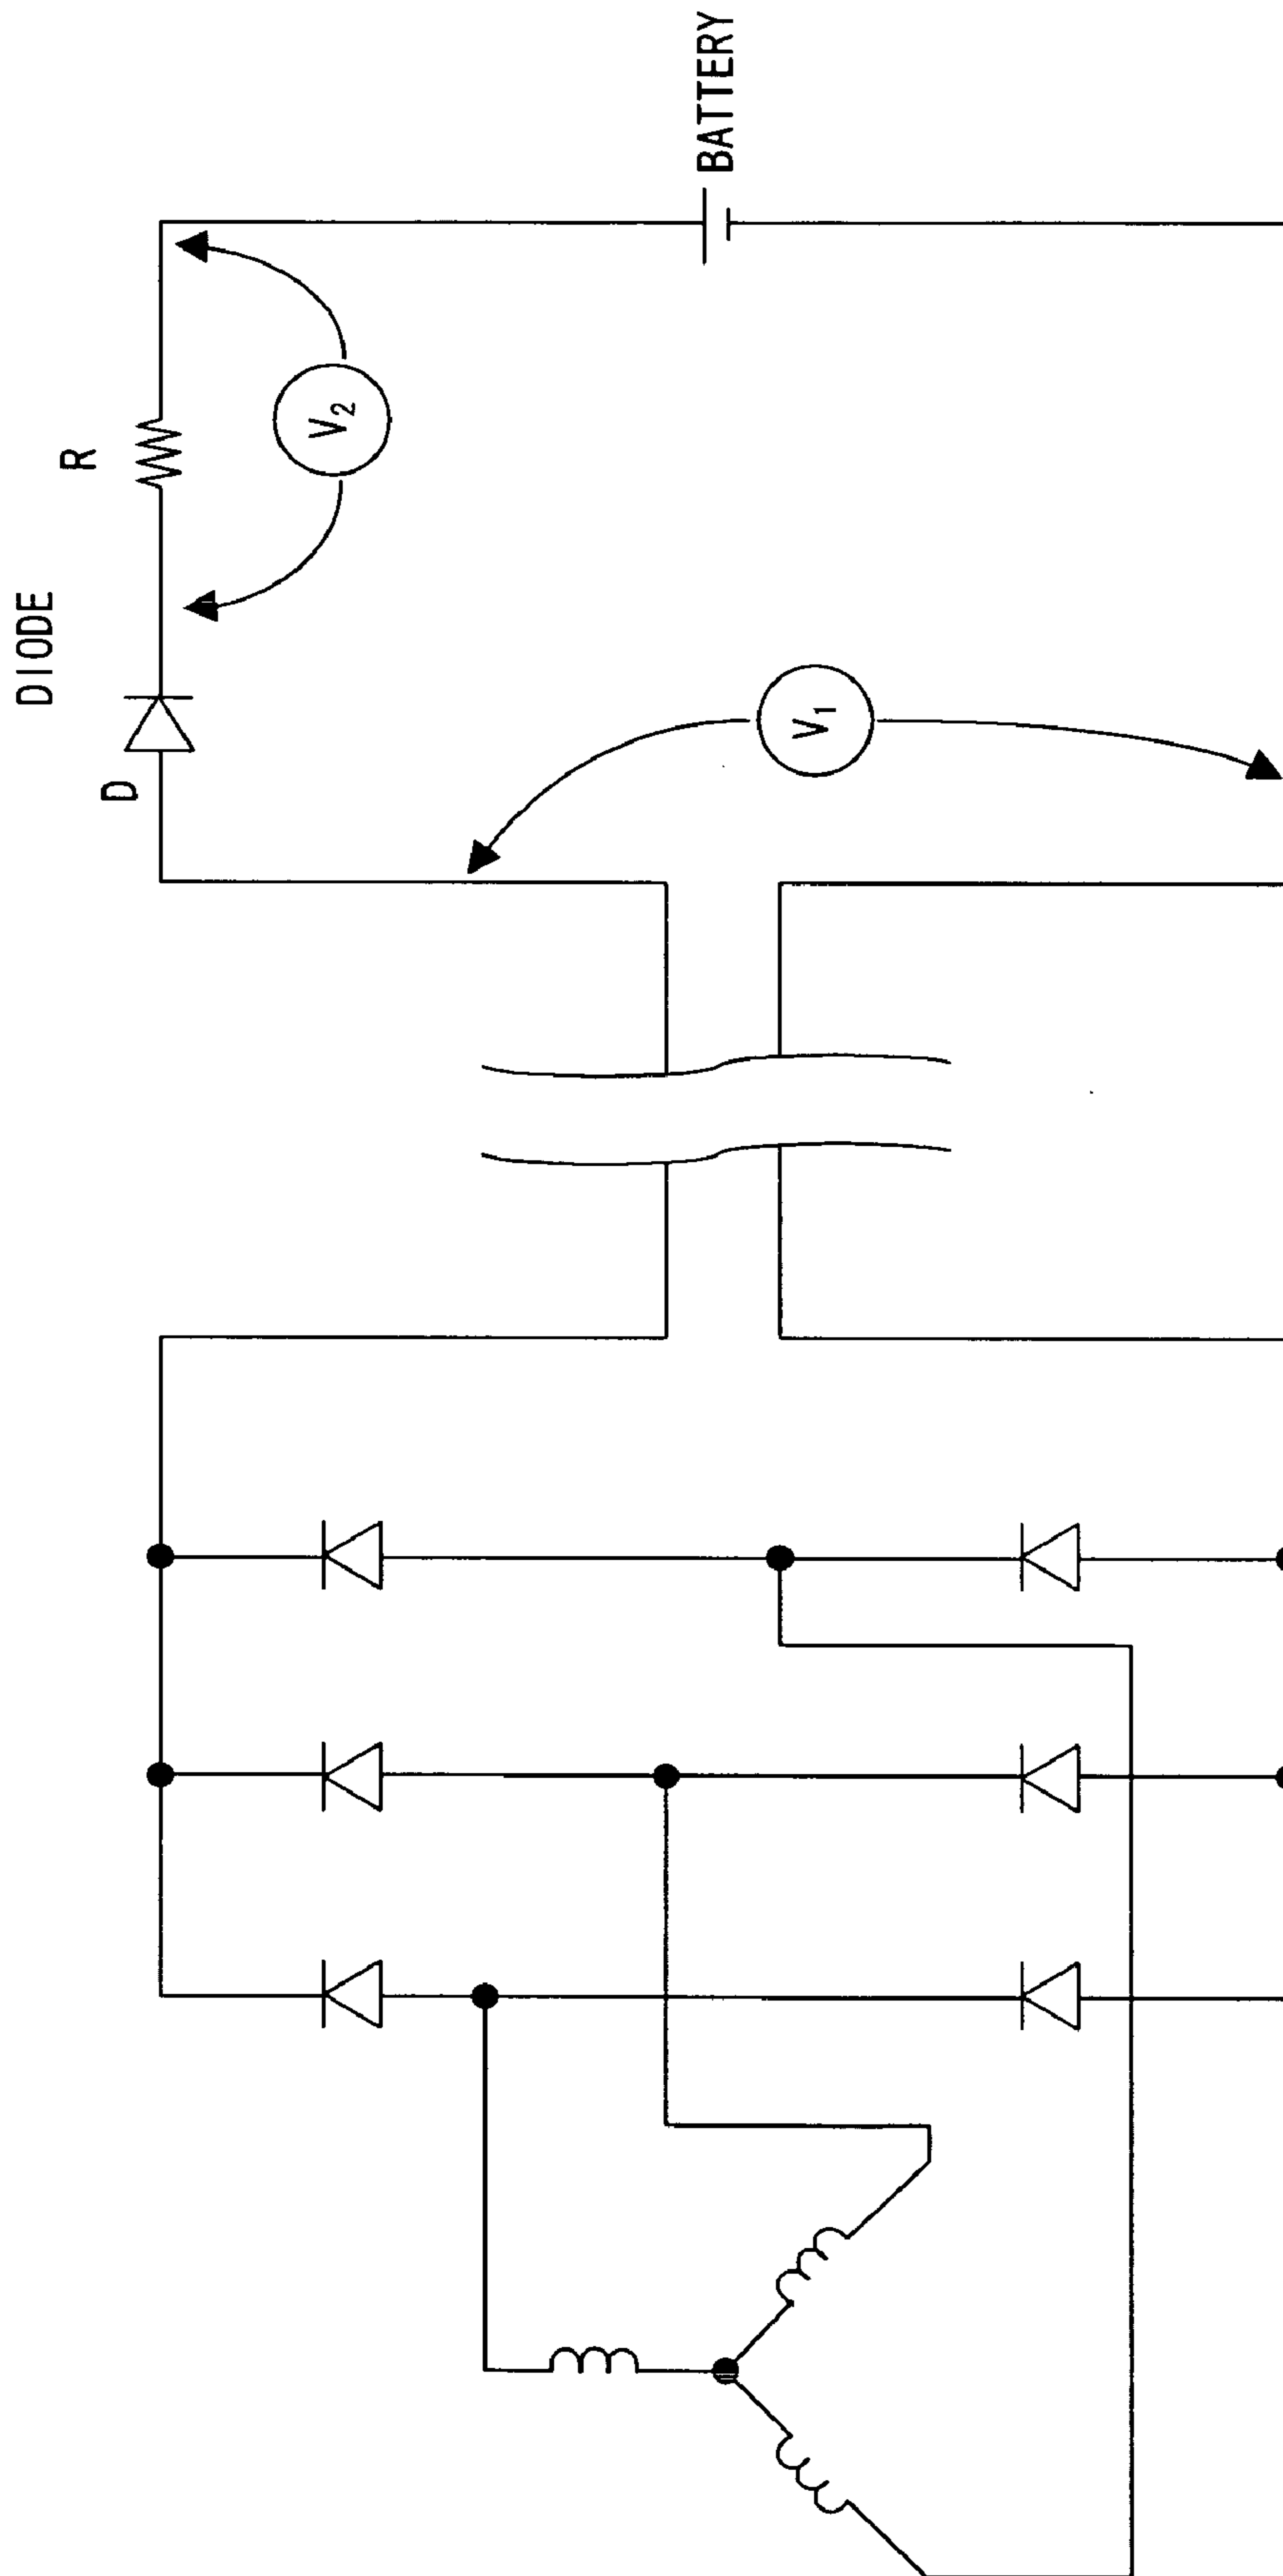 DIODE
D
R
V₂
V₁
BATTERY